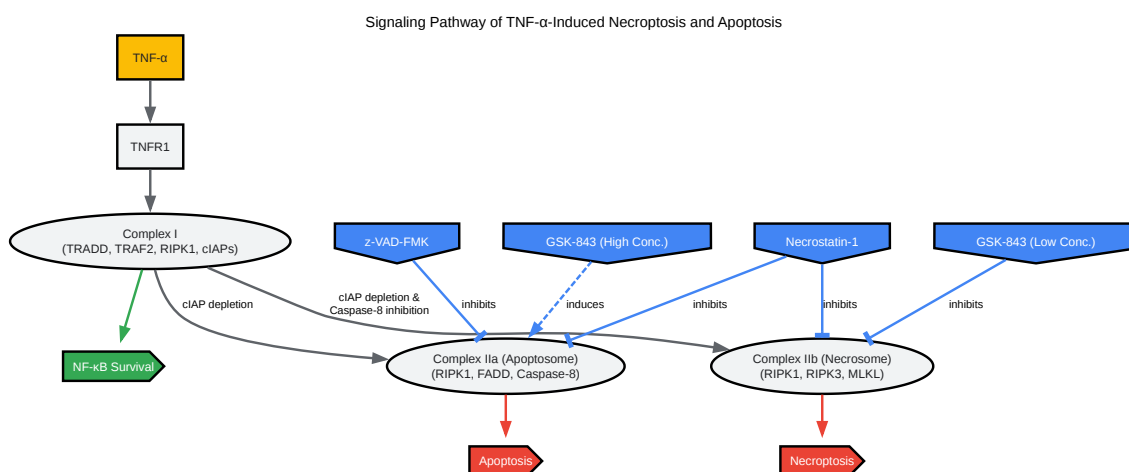 Signaling Pathway of TNF-α-Induced Necroptosis and Apoptosis
TNF-α
TNFR1
Complex I
(TRADD, TRAF2, RIPK1, cIAPs)
z-VAD-FMK
GSK-843 (High Conc.)
Necrostatin-1
GSK-843 (Low Conc.)
cIAP depletion
cIAP depletion &
Caspase-8 inhibition
inhibits
induces
inhibits
inhibits
inhibits
NF-κB Survival
Complex IIa (Apoptosome)
(RIPK1, FADD, Caspase-8)
Complex IIb (Necrosome)
(RIPK1, RIPK3, MLKL)
Apoptosis
Necroptosis